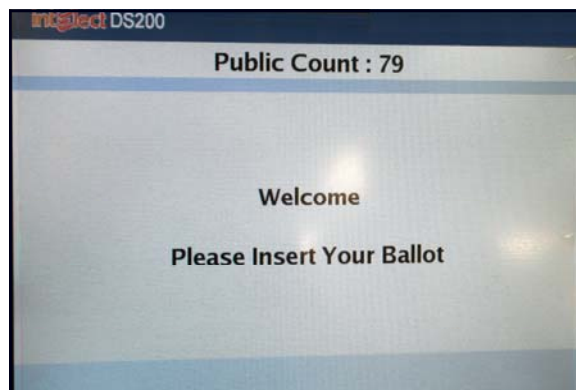 intElect DS200
Public Count : 79
Welcome
Please Insert Your Ballot